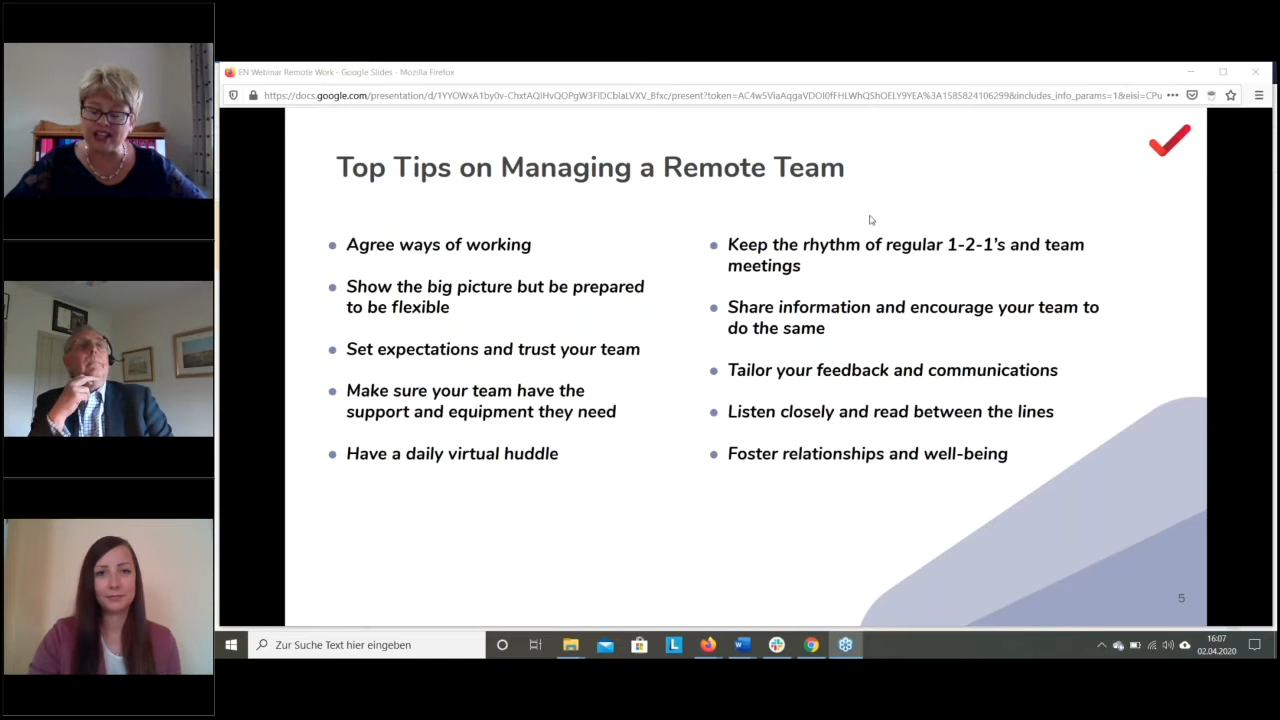 EN Webinar Remote Work - Google Slides - Mozilla Firefox
Top Tips on Managing a Remote Team
Agree ways of working
Show the big picture but be prepared
to be flexible
Set expectations and trust your team
Make sure your team have the
support and equipment they need
Have a daily virtual huddle
Keep the rhythm of regular 1-2-1's and team
meetings
Share information and encourage your team to
do the same
Tailor your feedback and communications
Listen closely and read between the lines
Foster relationships and well-being
5
Zur Suche Text hier eingeben
L
16:07
02.04.2020